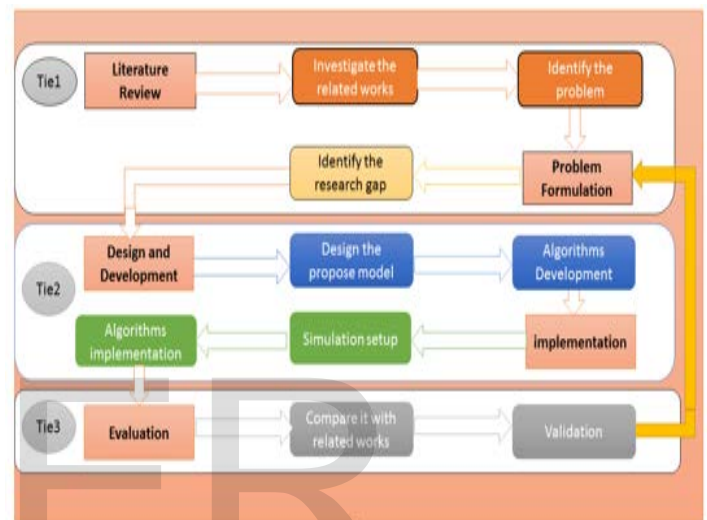 Tie1
Literature
Review
Investigate the
related works
Identify the
problem
Problem
Formulation
Identify the
research gap
Tie2
Design and
Development
Design the
propose model
Algorithms
Development
implementation
Simulation setup
Algorithms
implementation
Tie3
Evaluation
Compare it with
related works
Validation
ER